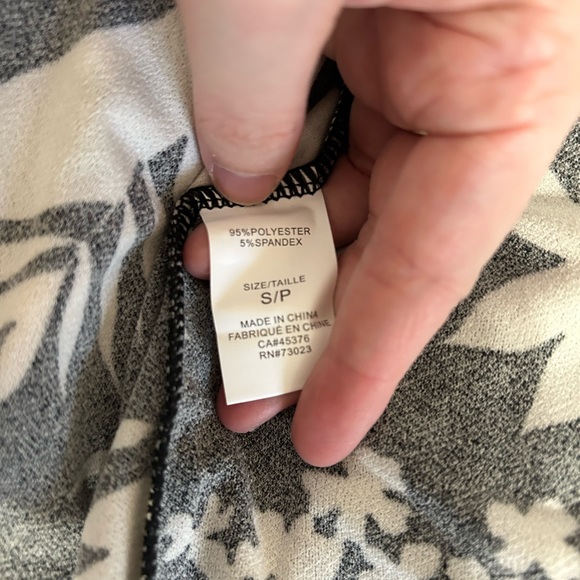 95%POLYESTER
5%SPANDEX
SIZE/TAILLE
S/P
MADE IN CHINA
FABRIQUÉ EN CHINE
CA#45376
RN#73023